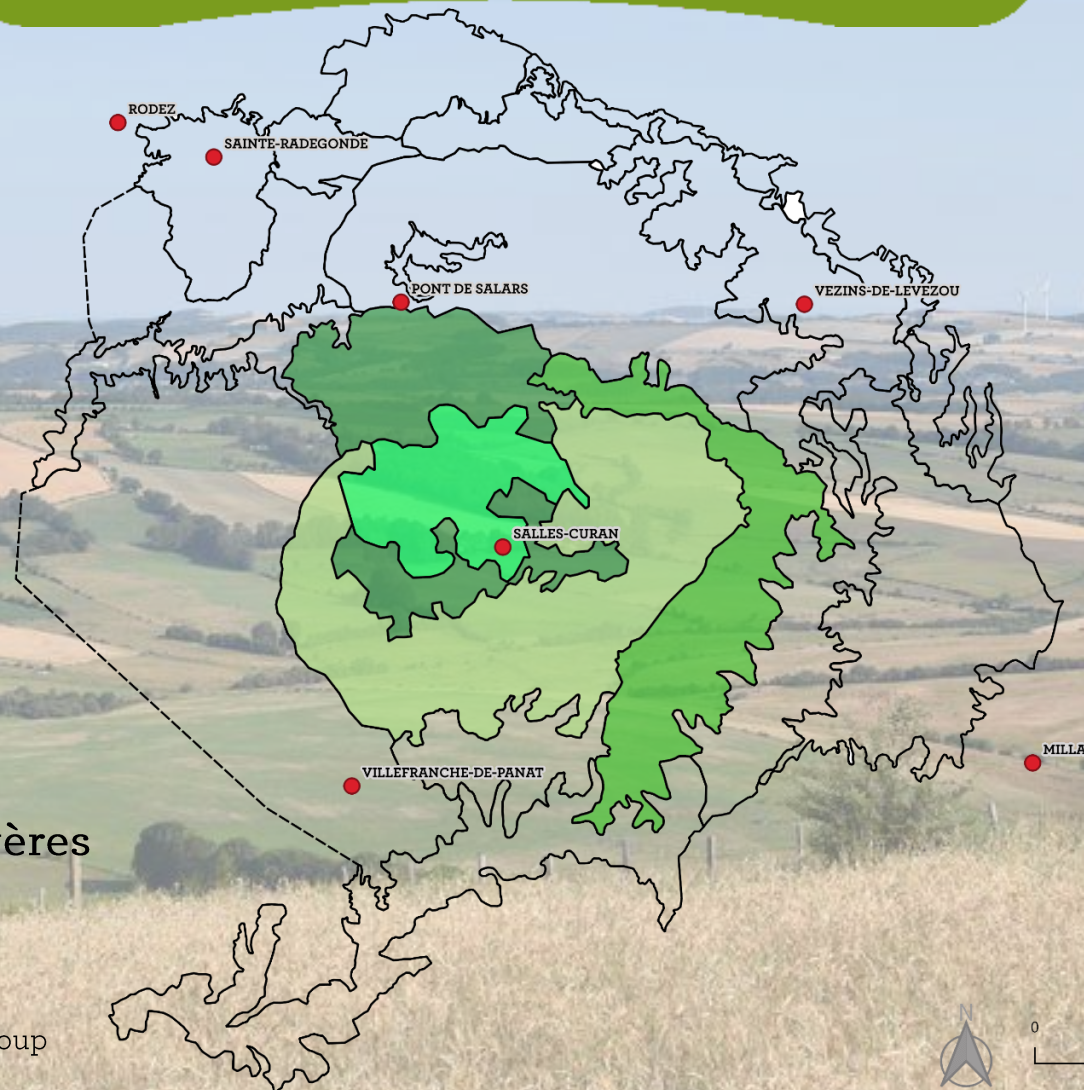 RODEZ
SAINTE-RADEGONDE
PONT DE SALARS
VEZINS-DE-LEVEZOU
SALLES-CURAN
MILLA
VILLEFRANCHE-DE-PANAT
ères
oup
N
0